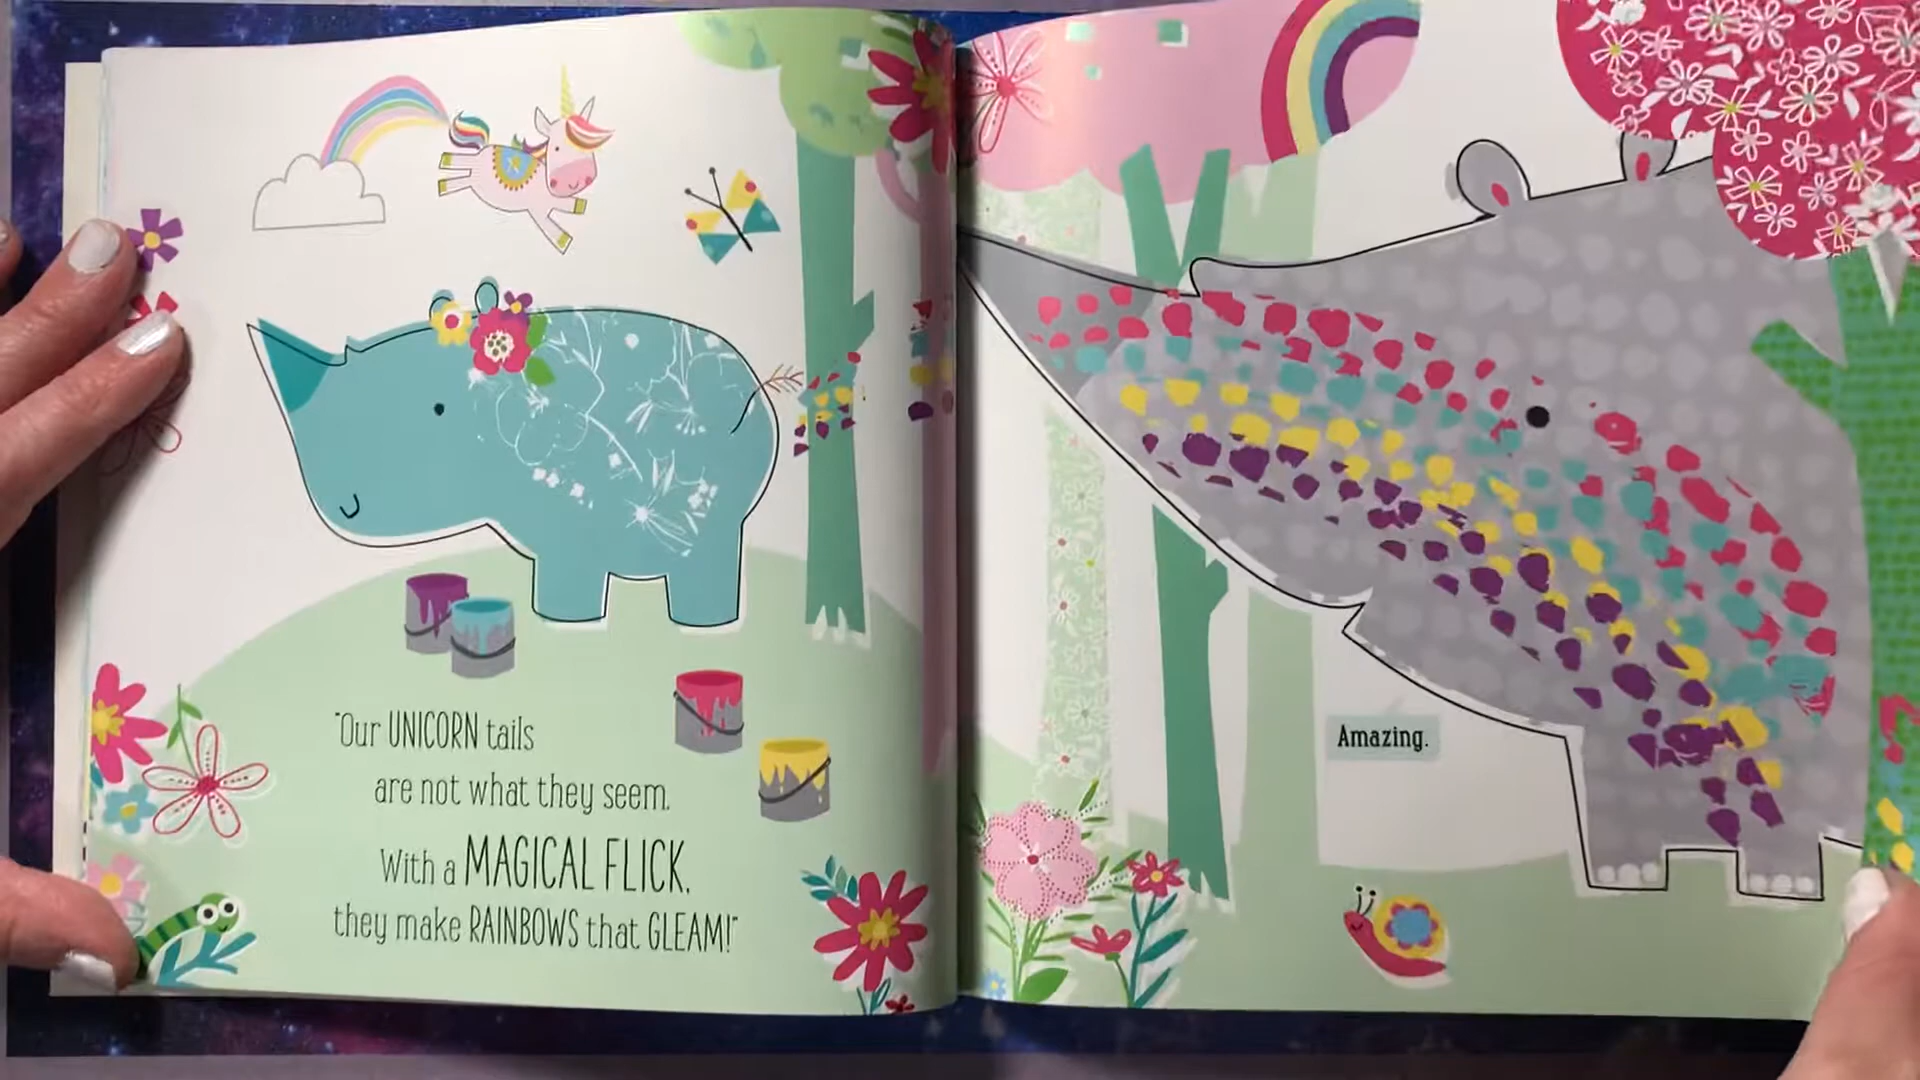 "Our UNICORN tails
are not what they seem.
With a MAGICAL FLICK,
they make RAINBOWS that GLEAM!"
Amazing.